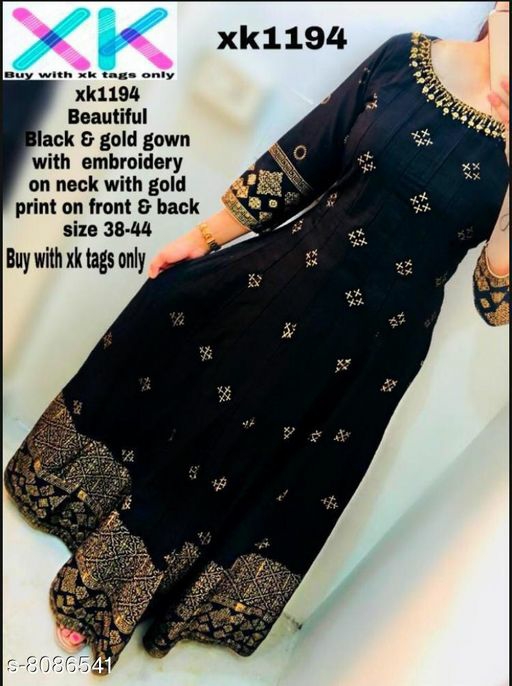 XK
Buy with xk tags only
xk1194
xk1194
Beautiful
Black & gold gown
with embroidery
on neck with gold
print on front & back
size 38-44
Buy with xk tags only
s-8086541